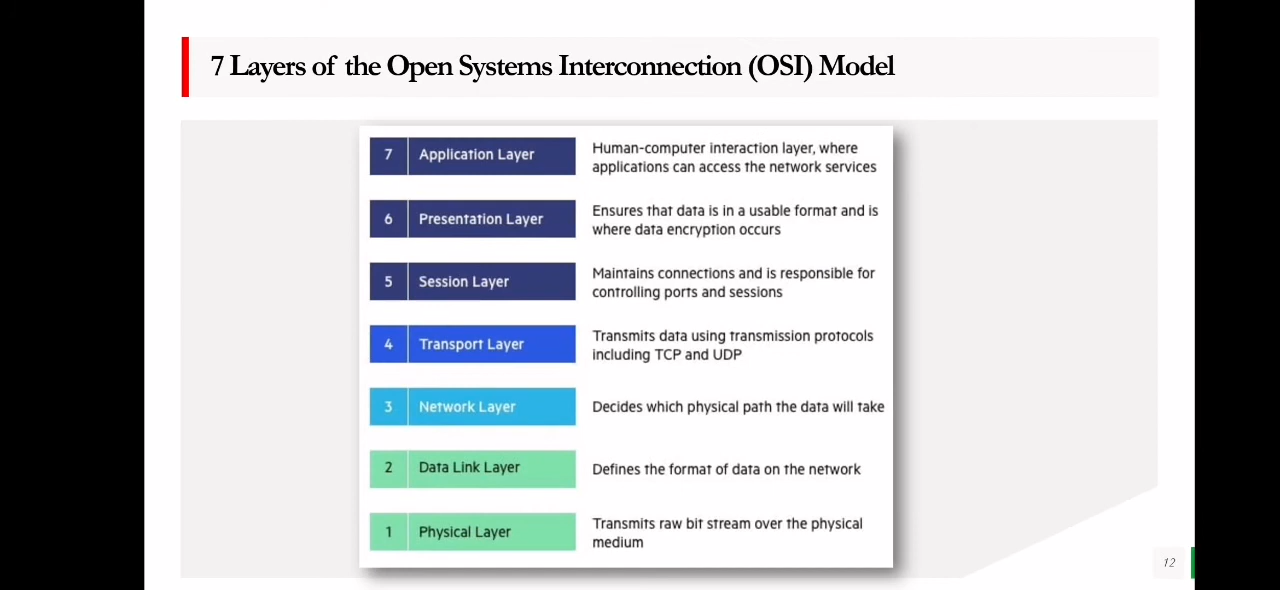 7 Layers of the Open Systems Interconnection (OSI) Model
7 Application Layer
Human-computer interaction layer, where
applications can access the network services
6 Presentation Layer
Ensures that data is in a usable format and is
where data encryption occurs
5 Session Layer
Maintains connections and is responsible for
controlling ports and sessions
4 Transport Layer
Transmits data using transmission protocols
including TCP and UDP
3 Network Layer
Decides which physical path the data will take
2 Data Link Layer
Defines the format of data on the network
1 Physical Layer
Transmits raw bit stream over the physical
medium
12